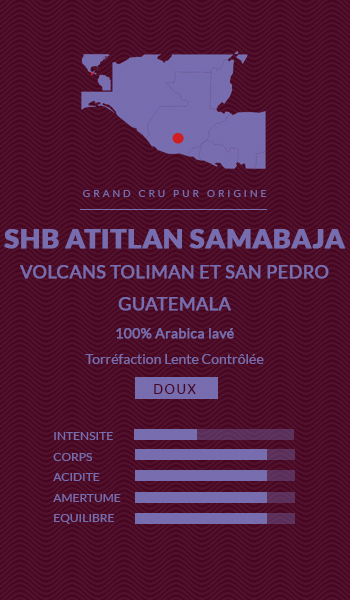 GRAND CRU PUR ORIGINE
SHB ATITLAN SAMABAJA
VOLCANS TOLIMAN ET SAN PEDRO
GUATEMALA
100% Arabica lavé
Torréfaction Lente Contrôlée
DOUX
INTENSITE
CORPS
ACIDITE
AMERTUME
EQUILIBRE